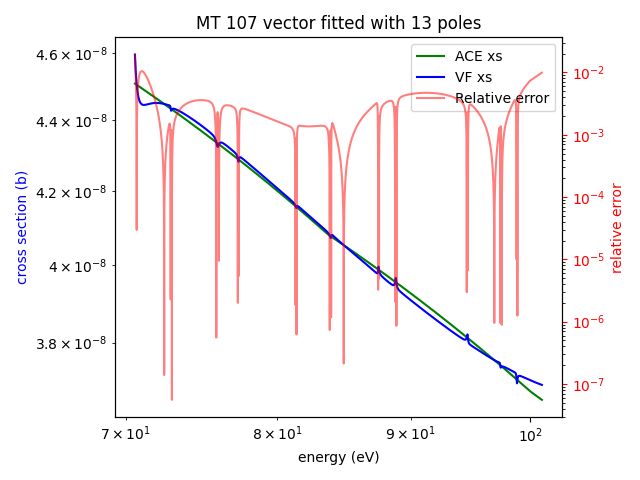 MT 107 vector fitted with 13 poles
ACE xs
VF xs
Relative error
4.6 × 10⁻⁸
4.4 × 10⁻⁸
4.2 × 10⁻⁸
4 × 10⁻⁸
3.8 × 10⁻⁸
cross section (b)
10⁻²
10⁻³
10⁻⁴
10⁻⁵
10⁻⁶
10⁻⁷
relative error
7 × 10¹
8 × 10¹
9 × 10¹
10²
energy (eV)